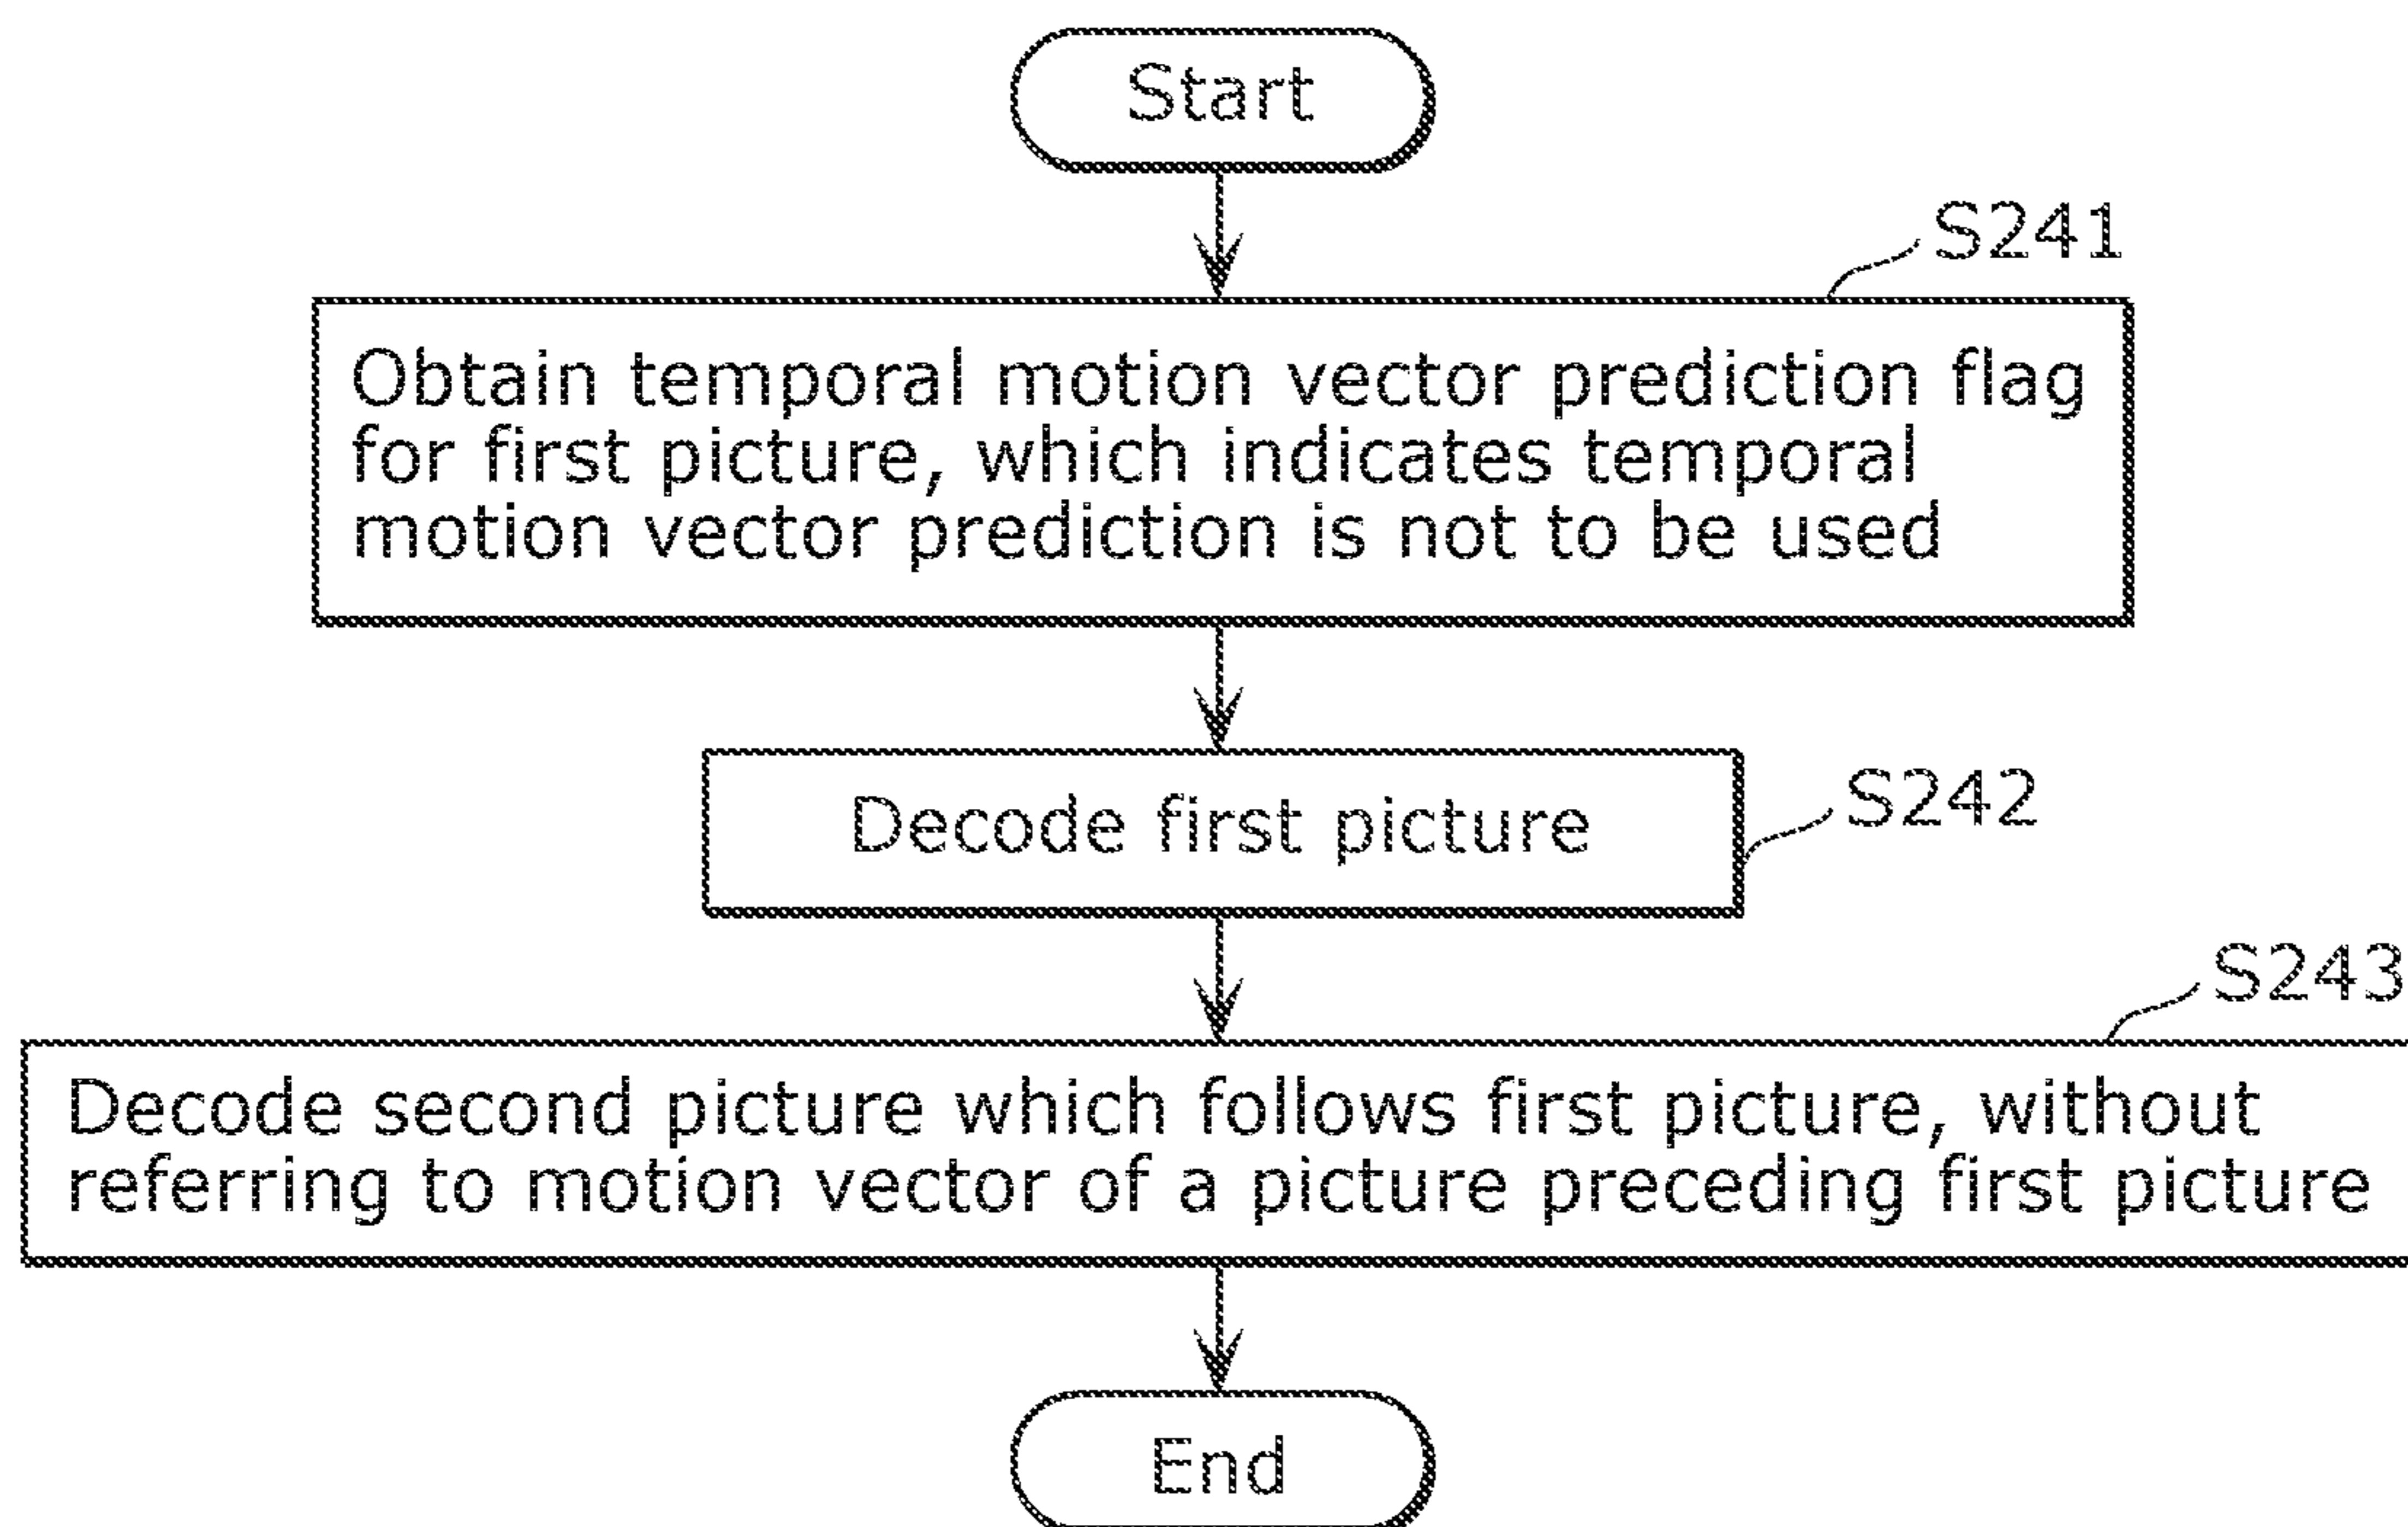 Start
S241
Obtain temporal motion vector prediction flag
for first picture, which indicates temporal
motion vector prediction is not to be used
Decode first picture
S242
S243
Decode second picture which follows first picture, without
referring to motion vector of a picture preceding first picture
End